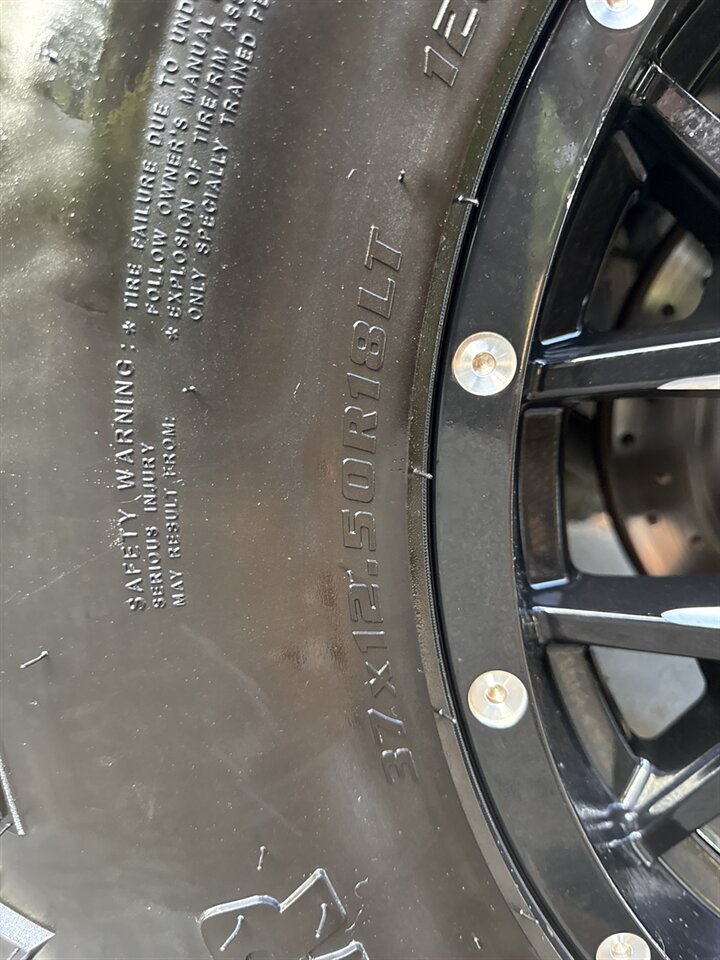 SAFETY WARNING: * TIRE FAILURE DUE TO
SERIOUS INJURY FOLLOW OWNER'S MANUAL
MAY RESULT FROM: * EXPLOSION OF TIRE/RIM
ONLY SPECIALLY TRAINED
37X12.50R18LT